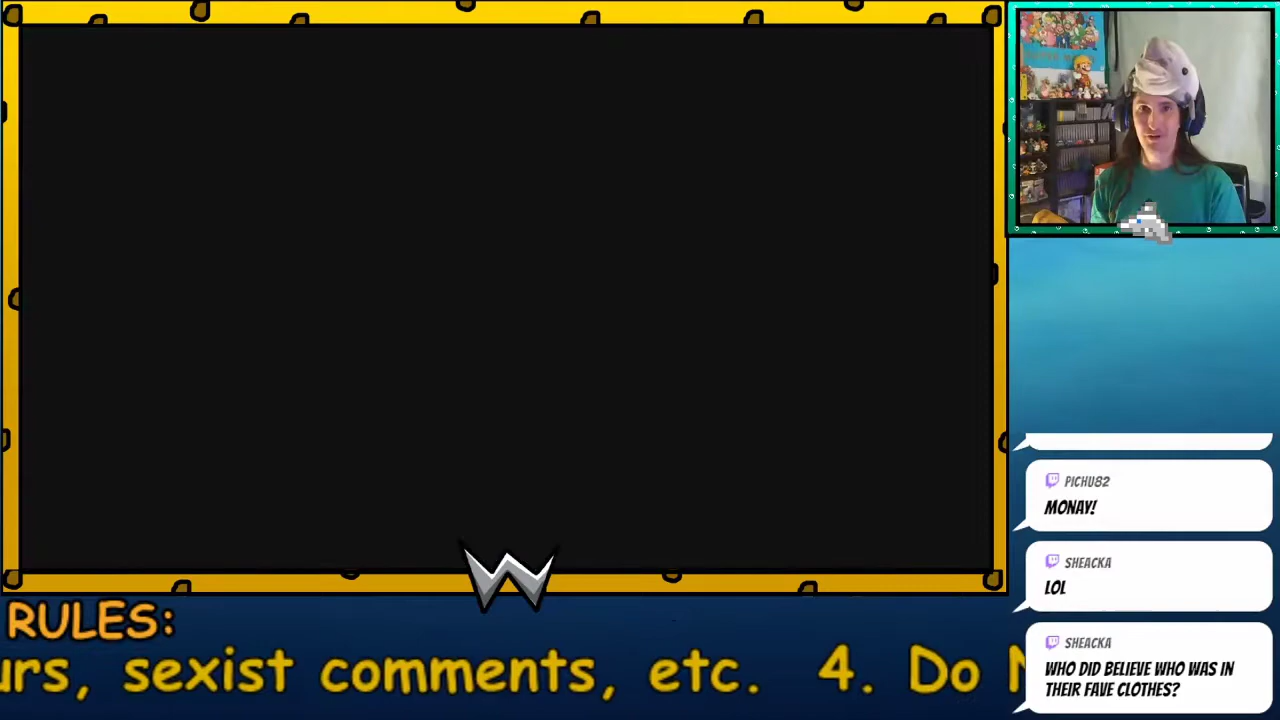 RULES:
urs, sexist comments, etc. 4. Do N
PICHU82
MONAY!
SHEACKA
LOL
SHEACKA
WHO DID BELIEVE WHO WAS IN
THEIR FAVE CLOTHES?